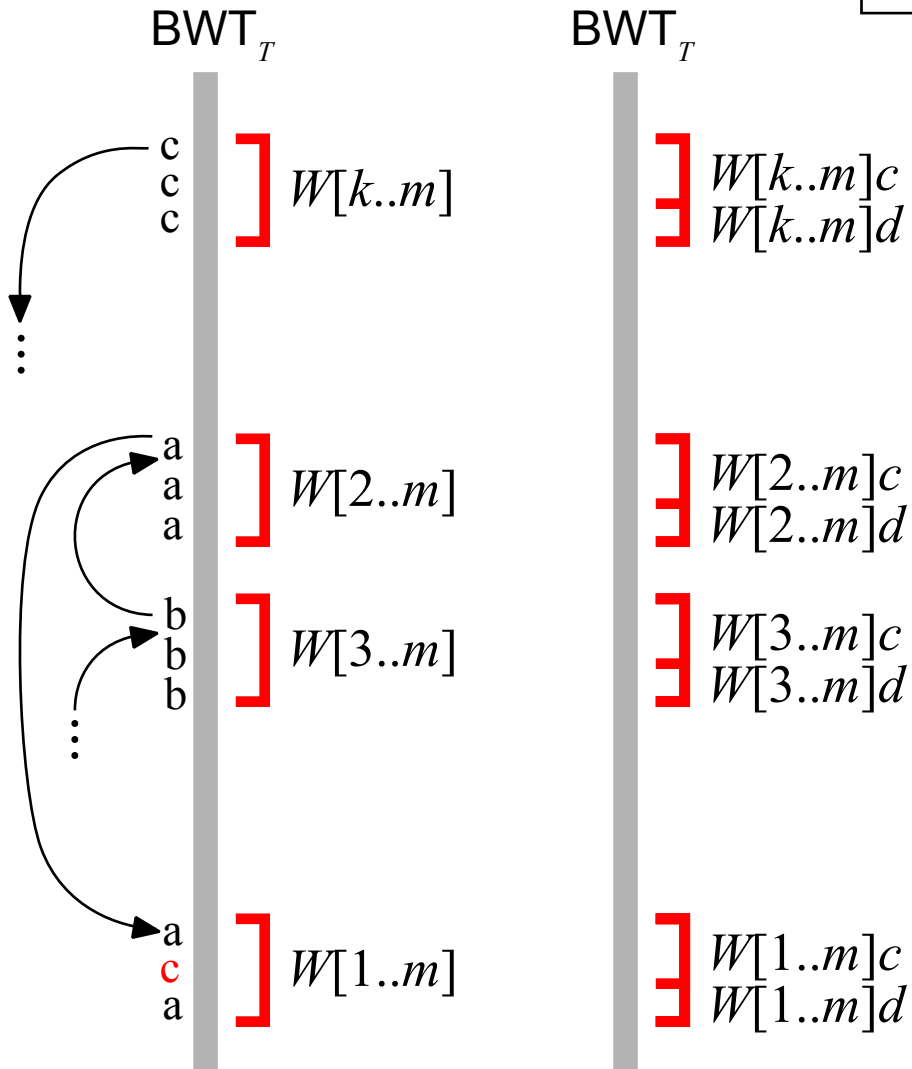 BWT_T BWT_T
c
c W[k..m] W[k..m]c
c W[k..m]d
⋮
a
a W[2..m] W[2..m]c
a W[2..m]d
b
b W[3..m] W[3..m]c
b W[3..m]d
⋮
a
c W[1..m] W[1..m]c
a W[1..m]d